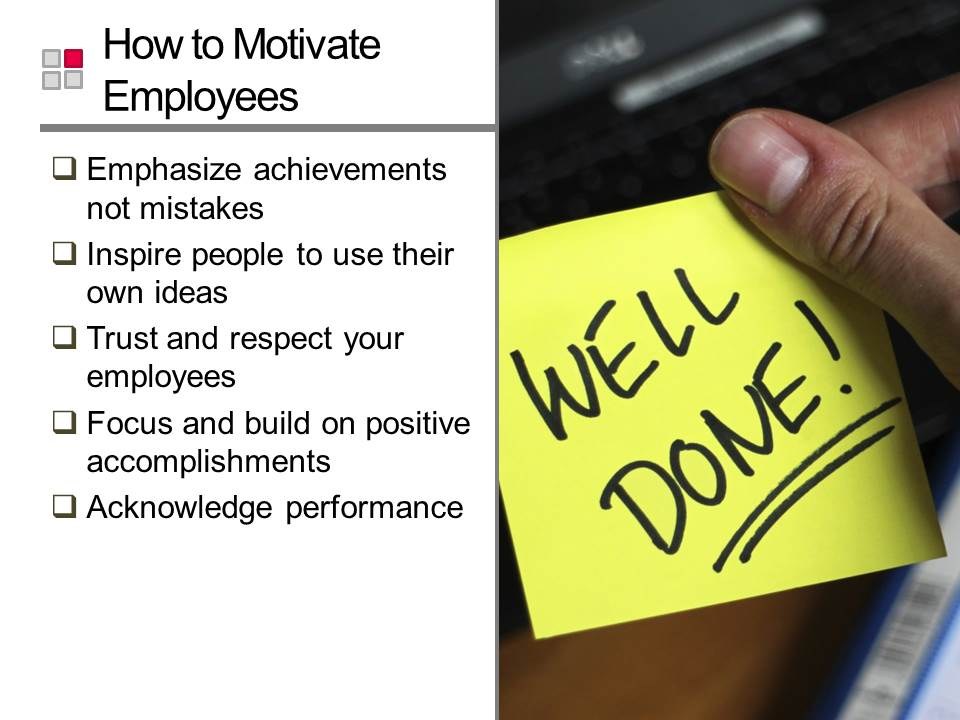 How to Motivate
Employees
Emphasize achievements
not mistakes
Inspire people to use their
own ideas
Trust and respect your
employees
Focus and build on positive
accomplishments
Acknowledge performance
WELL
DONE!